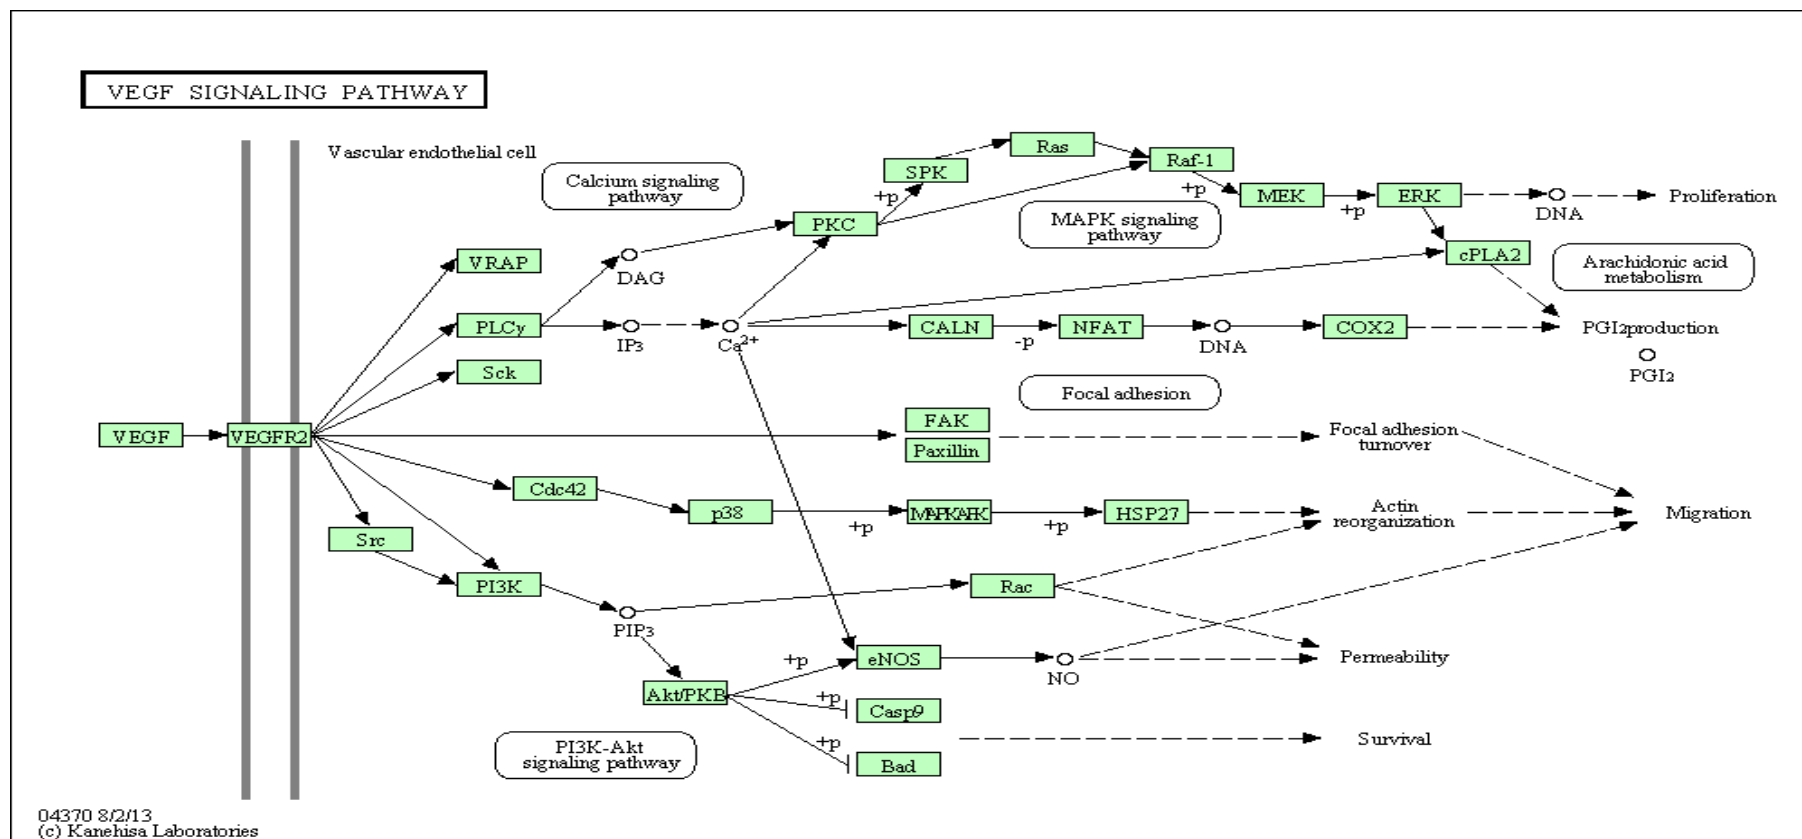 VEGF SIGNALING PATHWAY
Vascular endothelial cell
Calcium signaling
pathway
SPK
Ras
Raf-1
+p
+p
MEK
+p
ERK
DNA
Proliferation
PKC
MAPK signaling
pathway
VRAP
DAG
cPLA2
Arachidonic acid
metabolism
PLCγ
IP3
Ca2+
CALN
-p
NFAT
DNA
COX2
PGI2production
PGI2
Sck
Focal adhesion
VEGF
VEGFR2
FAK
Paxillin
Focal adhesion
turnover
Cdc42
p38
+p
MAPKAPK
+p
HSP27
Actin
reorganization
Migration
Src
PI3K
PIP3
Rac
+p
eNOS
NO
Permeability
Akt/PKB
+p
Casp9
+p
Bad
Survival
PI3K-Akt
signaling pathway
04370 8/2/13
(c) Kanehisa Laboratories